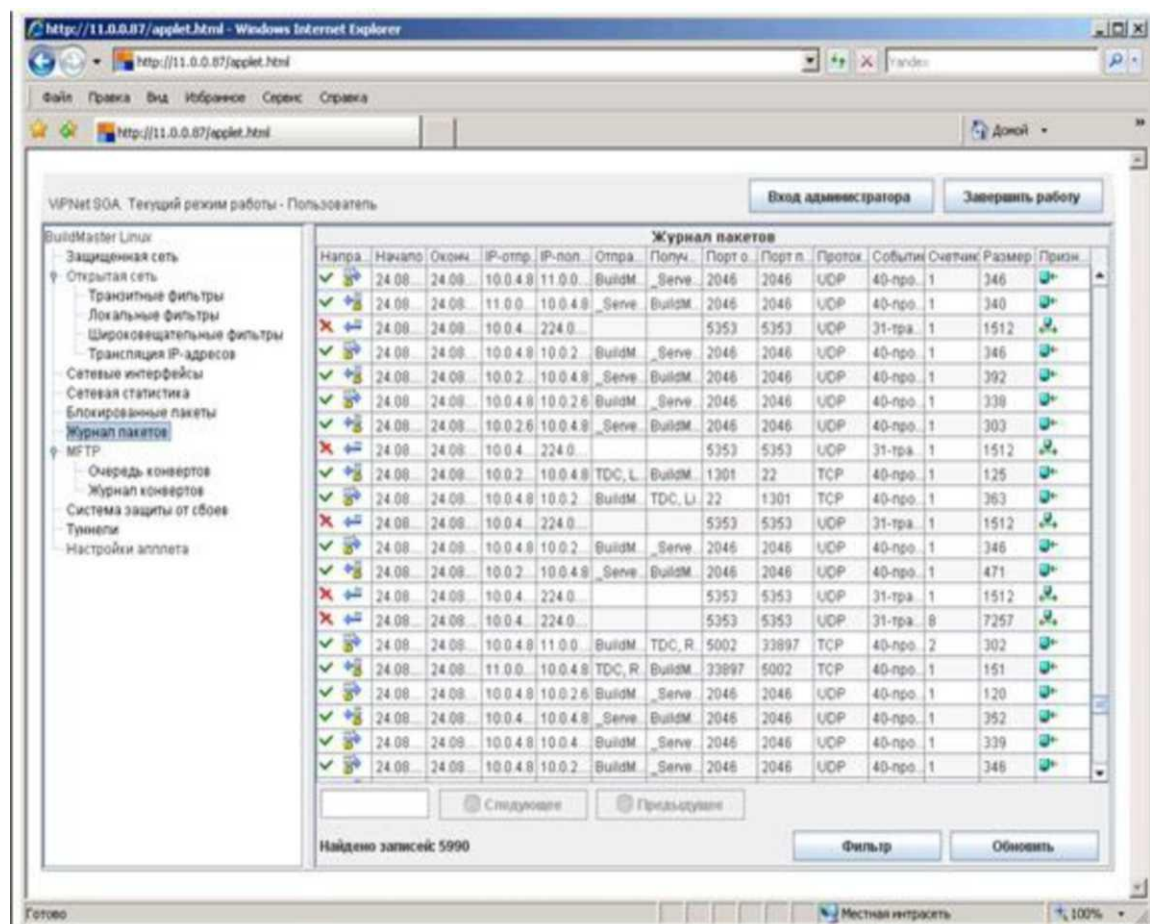 http://11.0.0.87/applet.html - Windows Internet Explorer
http://11.0.0.87/applet.html
Yandex
Файл Правка Вид Избранное Сервис Справка
http://11.0.0.87/applet.html
Домой
ViPNet SGA. Текущий режим работы - Пользователь
Вход администратора
Завершить работу
BuildMaster Linux
Защищенная сеть
Открытая сеть
Транзитные фильтры
Локальные фильтры
Широковещательные фильтры
Трансляция IP-адресов
Сетевые интерфейсы
Сетевая статистика
Блокированные пакеты
Журнал пакетов
MFTP
Очередь конвертов
Журнал конвертов
Система защиты от сбоев
Туннели
Настройки апплета
Журнал пакетов
Напра... Начало Оконч... IP-отпр... IP-пол... Отпра... Получ... Порт о... Порт п... Проток... Событие Счетчик Размер Призн...
24.08... 24.08... 10.0.4.8 11.0.0... BuildM... _Serve... 2046 2046 UDP 40-про... 1 346
24.08... 24.08... 11.0.0... 10.0.4.8 _Serve... BuildM... 2046 2046 UDP 40-про... 1 340
24.08... 24.08... 10.0.4... 224.0... 5353 5353 UDP 31-тра... 1 1512
24.08... 24.08... 10.0.4.8 10.0.2... BuildM... _Serve... 2046 2046 UDP 40-про... 1 346
24.08... 24.08... 10.0.2... 10.0.4.8 _Serve... BuildM... 2046 2046 UDP 40-про... 1 392
24.08... 24.08... 10.0.4.8 10.0.2.6 BuildM... _Serve... 2046 2046 UDP 40-про... 1 338
24.08... 24.08... 10.0.2.6 10.0.4.8 _Serve... BuildM... 2046 2046 UDP 40-про... 1 303
24.08... 24.08... 10.0.4... 224.0... 5353 5353 UDP 31-тра... 1 1512
24.08... 24.08... 10.0.2... 10.0.4.8 TDC, L... BuildM... 1301 22 TCP 40-про... 1 125
24.08... 24.08... 10.0.4.8 10.0.2... BuildM... TDC, Li... 22 1301 TCP 40-про... 1 363
24.08... 24.08... 10.0.4... 224.0... 5353 5353 UDP 31-тра... 1 1512
24.08... 24.08... 10.0.4.8 10.0.2... BuildM... _Serve... 2046 2046 UDP 40-про... 1 346
24.08... 24.08... 10.0.2... 10.0.4.8 _Serve... BuildM... 2046 2046 UDP 40-про... 1 471
24.08... 24.08... 10.0.4... 224.0... 5353 5353 UDP 31-тра... 1 1512
24.08... 24.08... 10.0.4... 224.0... 5353 5353 UDP 31-тра... 8 7257
24.08... 24.08... 10.0.4.8 11.0.0... BuildM... TDC, R... 5002 33897 TCP 40-про... 2 302
24.08... 24.08... 11.0.0... 10.0.4.8 TDC, R... BuildM... 33897 5002 TCP 40-про... 1 151
24.08... 24.08... 10.0.4.8 10.0.2.6 BuildM... _Serve... 2046 2046 UDP 40-про... 1 120
24.08... 24.08... 10.0.4... 10.0.4.8 _Serve... BuildM... 2046 2046 UDP 40-про... 1 352
24.08... 24.08... 10.0.4.8 10.0.4... BuildM... _Serve... 2046 2046 UDP 40-про... 1 339
24.08... 24.08... 10.0.4.8 10.0.2... BuildM... _Serve... 2046 2046 UDP 40-про... 1 346
Следующее
Предыдущее
Найдено записей: 5990
Фильтр
Обновить
Готово
Местная интрасеть
100%